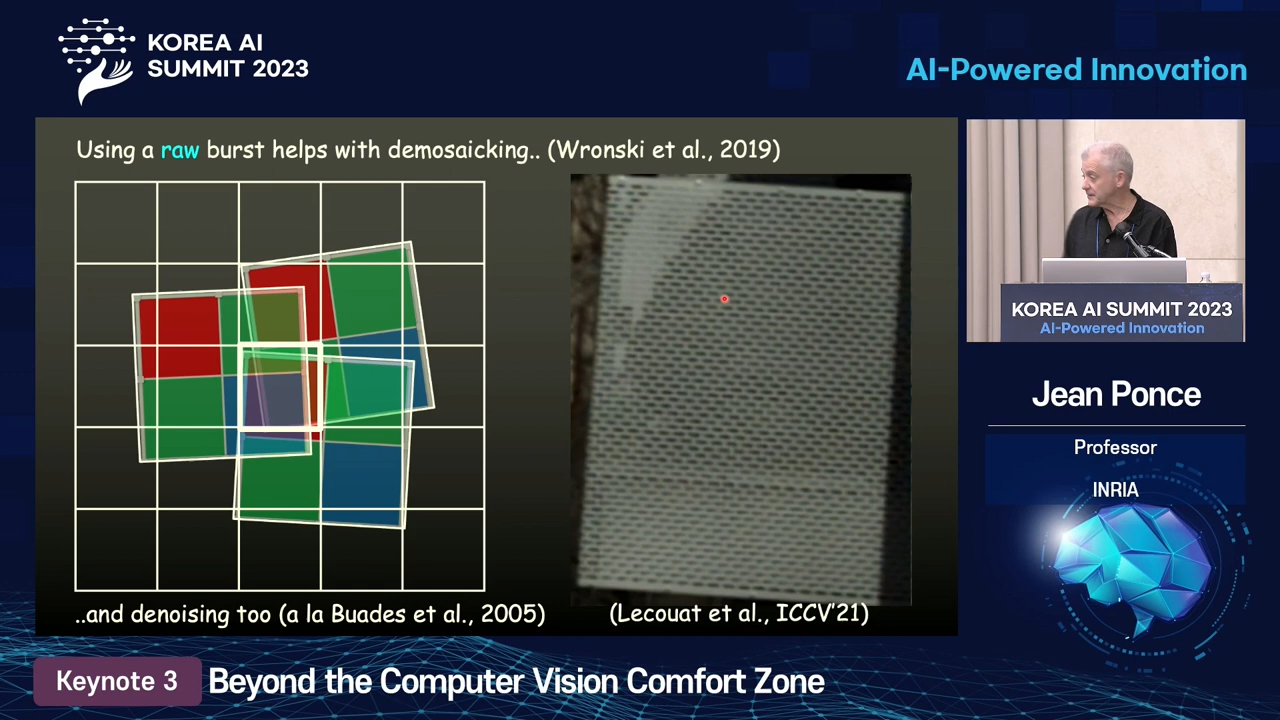 KOREA AI
SUMMIT 2023
AI-Powered Innovation
Using a raw burst helps with demosaicking.. (Wronski et al., 2019)
..and denoising too (a la Buades et al., 2005)
(Lecouat et al., ICCV'21)
KOREA AI SUMMIT 2023
AI-Powered Innovation
Jean Ponce
Professor
INRIA
Keynote 3
Beyond the Computer Vision Comfort Zone